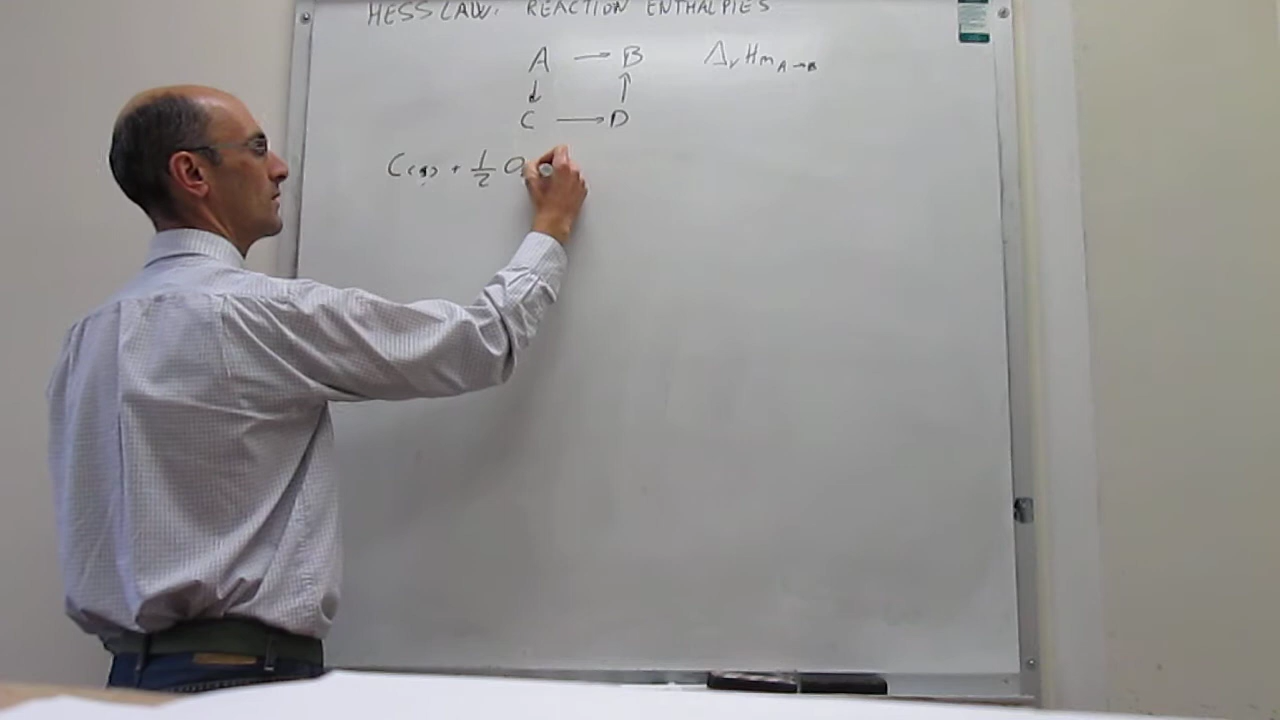 HESS LAW. REACTION ENTHALPIES
A → B ΔrHm A→B
↓ ↑
C → D
C(s) + 1/2 O